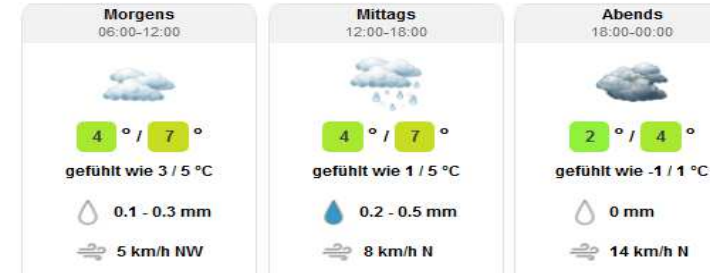 Morgens
06:00-12:00
4 ° / 7 °
gefühlt wie 3 / 5 °C
0.1 - 0.3 mm
5 km/h NW
Mittags
12:00-18:00
4 ° / 7 °
gefühlt wie 1 / 5 °C
0.2 - 0.5 mm
8 km/h N
Abends
18:00-00:00
2 ° / 4 °
gefühlt wie -1 / 1 °C
0 mm
14 km/h N